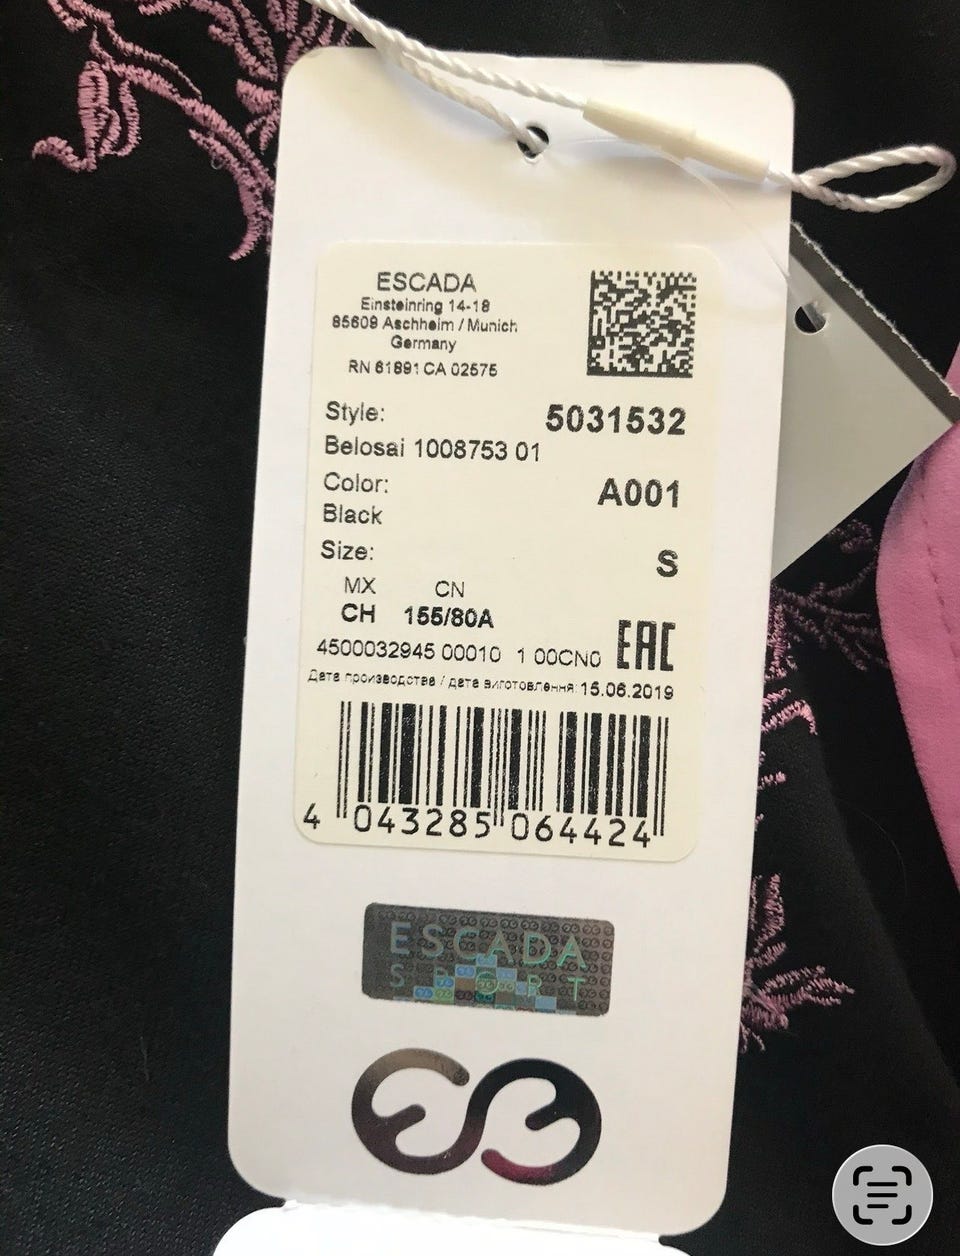 ESCADA
Einsteinring 14-18
85609 Aschheim / Munich
Germany
RN 61891 CA 02575
Style: 5031532
Belosai 1008753 01
Color: A001
Black
Size: S
MX CN
CH 155/80A
4500032945 00010 1 00CN0 EAC
Дата производства / дата виготовлення: 15.06.2019
4 043285 064424
ESCADA
SPORT